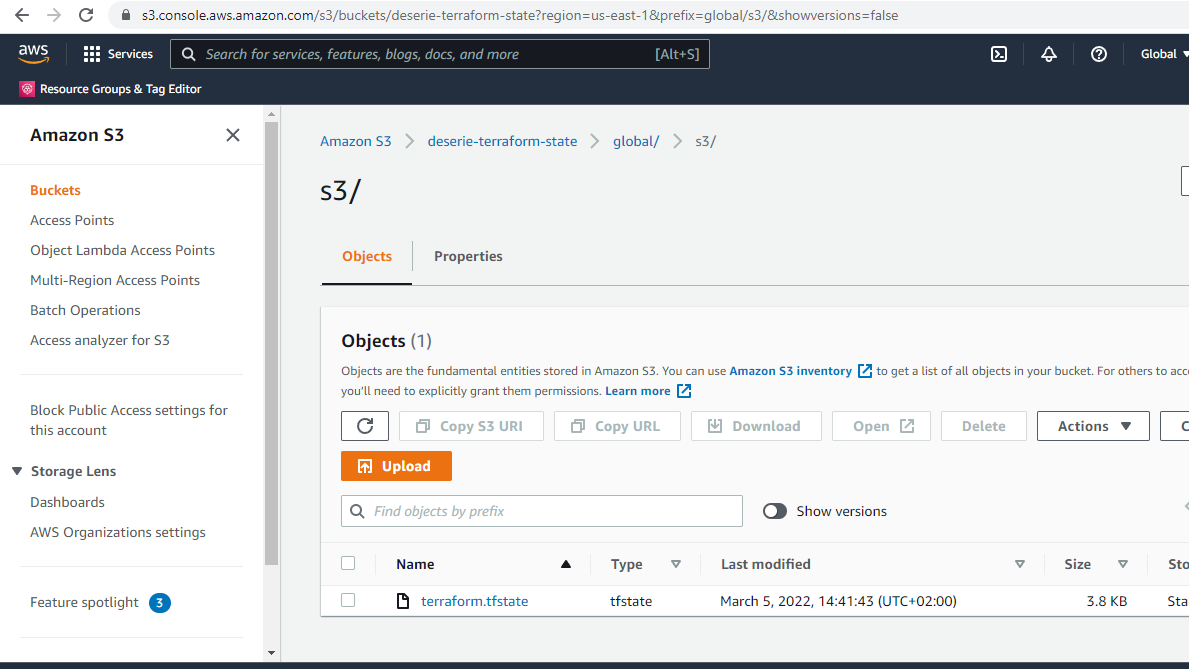 s3.console.aws.amazon.com/s3/buckets/deserie-terraform-state?region=us-east-1&prefix=global/s3/&showversions=false
aws Services Search for services, features, blogs, docs, and more [Alt+S] Global
Resource Groups & Tag Editor
Amazon S3
Buckets
Access Points
Object Lambda Access Points
Multi-Region Access Points
Batch Operations
Access analyzer for S3
Block Public Access settings for
this account
Storage Lens
Dashboards
AWS Organizations settings
Feature spotlight 3
Amazon S3 deserie-terraform-state global/ s3/
s3/
Objects Properties
Objects (1)
Objects are the fundamental entities stored in Amazon S3. You can use Amazon S3 inventory to get a list of all objects in your bucket. For others to acc
you'll need to explicitly grant them permissions. Learn more
Copy S3 URI Copy URL Download Open Delete Actions C
Upload
Find objects by prefix Show versions
Name Type Last modified Size Sto
terraform.tfstate tfstate March 5, 2022, 14:41:43 (UTC+02:00) 3.8 KB Sta